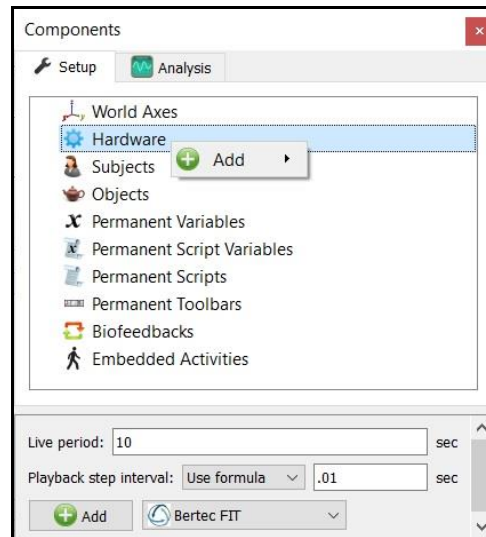 Components
Setup Analysis
World Axes
Hardware
Add
Subjects
Objects
Permanent Variables
Permanent Script Variables
Permanent Scripts
Permanent Toolbars
Biofeedbacks
Embedded Activities
Live period: 10 sec
Playback step interval: Use formula .01 sec
Add Bertec FIT